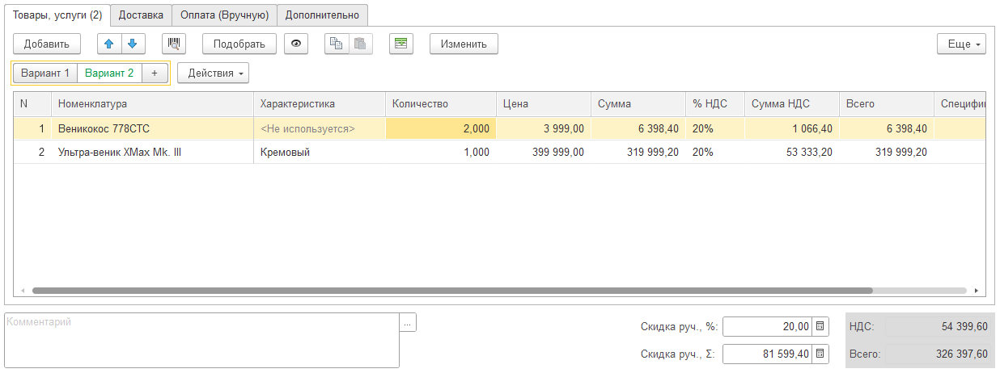 Товары, услуги (2) Доставка Оплата (Вручную) Дополнительно
Добавить Подобрать Изменить Еще
Вариант 1 Вариант 2 + Действия
N Номенклатура Характеристика Количество Цена Сумма % НДС Сумма НДС Всего Специфи
1 Веникокос 778СТС <Не используется> 2,000 3 999,00 6 398,40 20% 1 066,40 6 398,40
2 Ультра-веник XMax Mk. III Кремовый 1,000 399 999,00 319 999,20 20% 53 333,20 319 999,20
Комментарий ... Скидка руч., %: 20,00 НДС: 54 399,60
Скидка руч., Σ: 81 599,40 Всего: 326 397,60